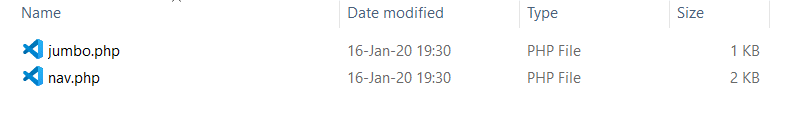 Name Date modified Type Size
jumbo.php 16-Jan-20 19:30 PHP File 1 KB
nav.php 16-Jan-20 19:30 PHP File 2 KB